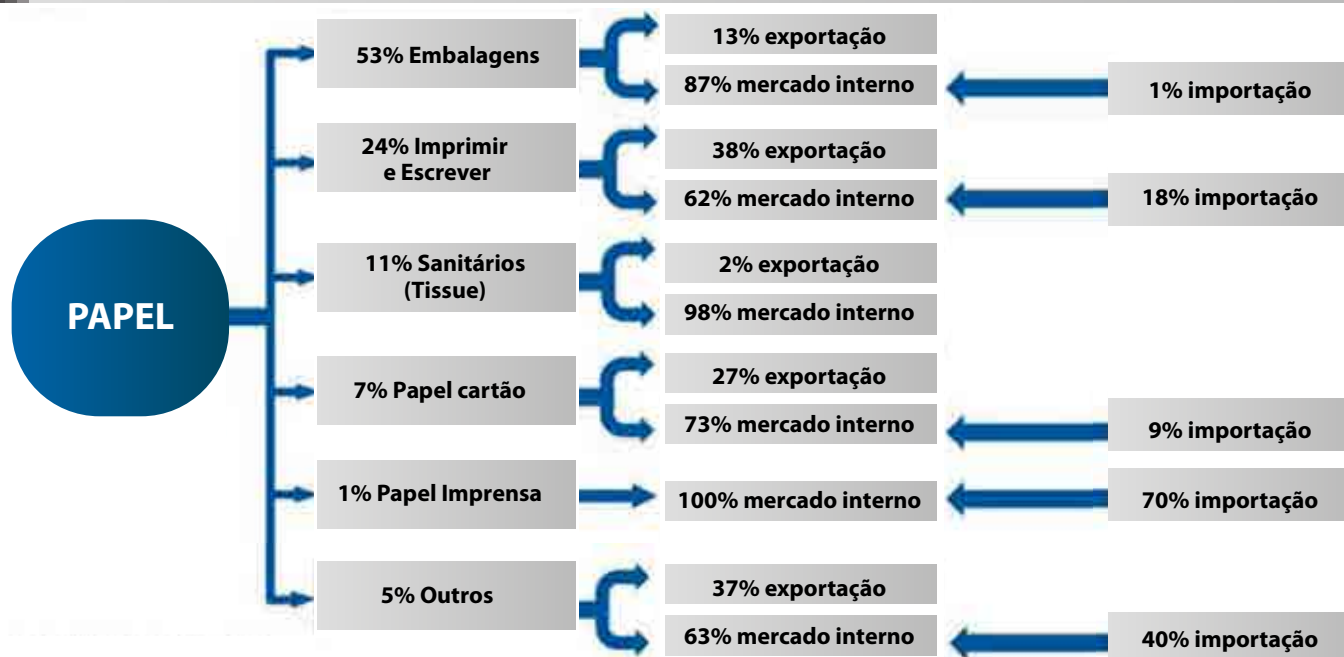 PAPEL
53% Embalagens
13% exportação
87% mercado interno
1% importação
24% Imprimir
e Escrever
38% exportação
62% mercado interno
18% importação
11% Sanitários
(Tissue)
2% exportação
98% mercado interno
7% Papel cartão
27% exportação
73% mercado interno
9% importação
1% Papel Imprensa
100% mercado interno
70% importação
5% Outros
37% exportação
63% mercado interno
40% importação